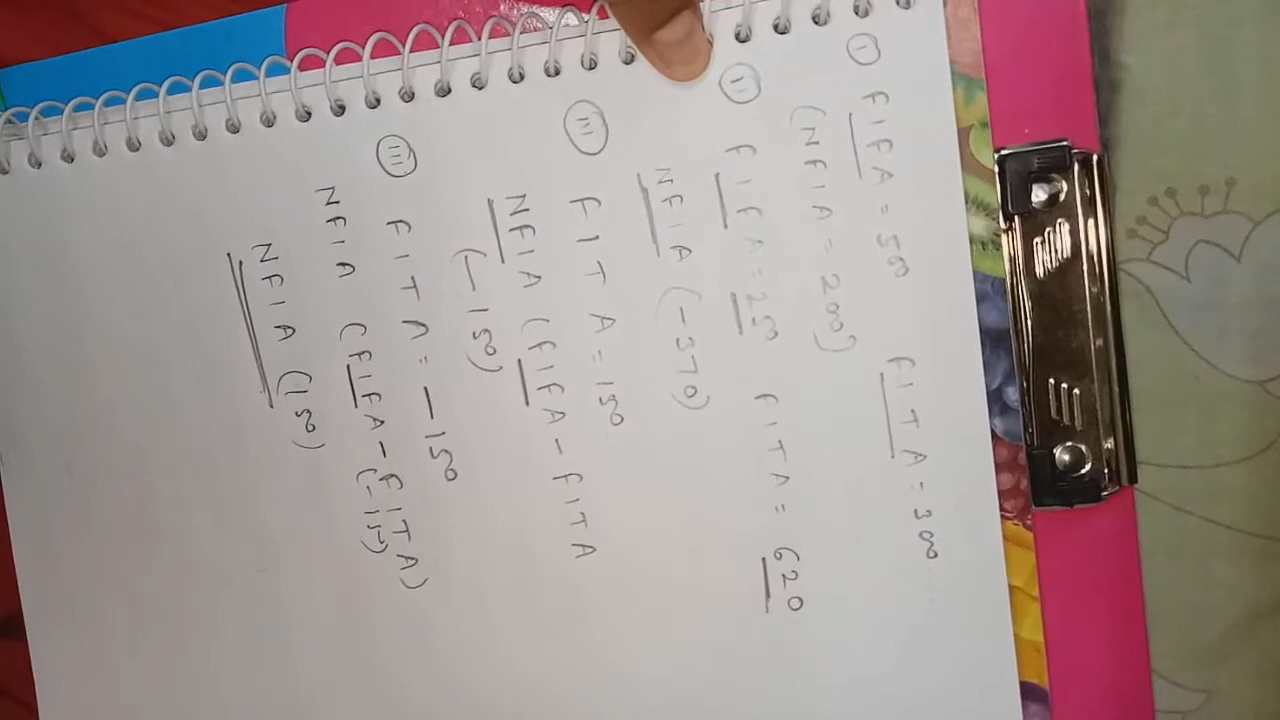 (I) FIFA = 500 FITA = 300
(NFIA = 200)
(II) FIFA = 250 FITA = 620
NFIA (-370)
(III) FITA = 150
NFIA (FIFA - FITA
(-150)
(III) FITA = -150
NFIA (FIFA - FITA)
(-150)
NFIA (150)